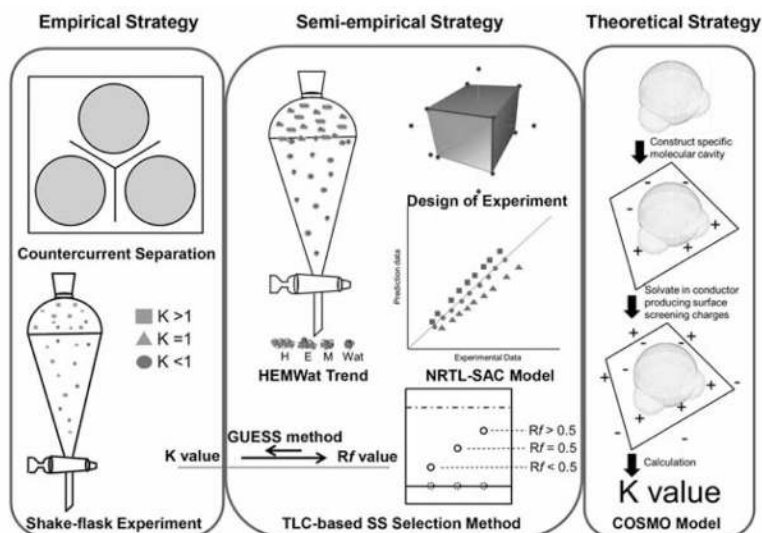 Empirical Strategy
Semi-empirical Strategy
Theoretical Strategy
Countercurrent Separation
K >1
K =1
K <1
Shake-flask Experiment
H E M Wat
HEMWat Trend
Design of Experiment
Prediction data
Experimental Data
NRTL-SAC Model
GUESS method
K value
Rf value
Rf > 0.5
Rf = 0.5
Rf < 0.5
TLC-based SS Selection Method
Construct specific
molecular cavity
- - - + + +
Solvate in conductor
producing surface
screening charges
Calculation
K value
COSMO Model